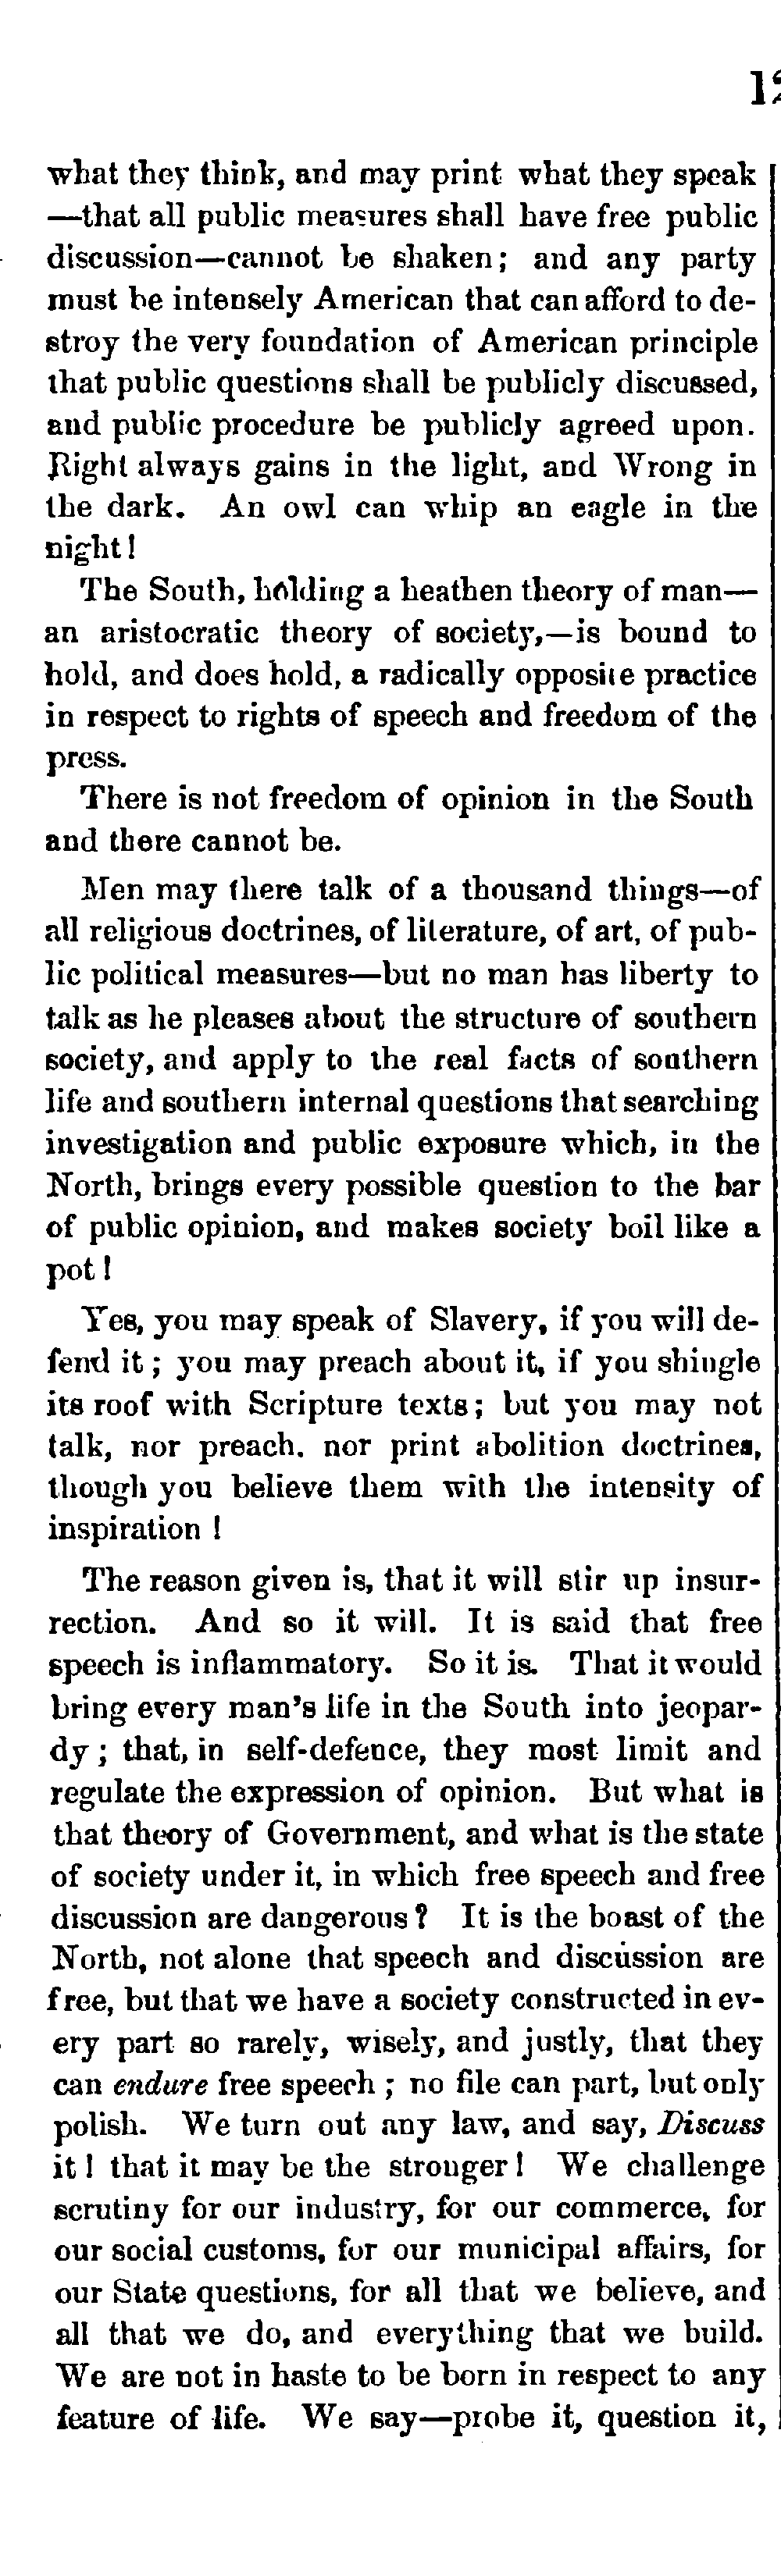 what they think, and may print what they speak
—that all public measures shall have free public
discussion—cannot be shaken; and any party
must be intensely American that can afford to de-
stroy the very foundation of American principle
that public questions shall be publicly discussed,
and public procedure be publicly agreed upon.
Right always gains in the light, and Wrong in
the dark. An owl can whip an eagle in the
night!
The South, holding a heathen theory of man—
an aristocratic theory of society,—is bound to
hold, and does hold, a radically opposite practice
in respect to rights of speech and freedom of the
press.
There is not freedom of opinion in the South
and there cannot be.
Men may there talk of a thousand things—of
all religious doctrines, of literature, of art, of pub-
lic political measures—but no man has liberty to
talk as he pleases about the structure of southern
society, and apply to the real facts of southern
life and southern internal questions that searching
investigation and public exposure which, in the
North, brings every possible question to the bar
of public opinion, and makes society boil like a
pot!
Yes, you may speak of Slavery, if you will de-
fend it; you may preach about it, if you shingle
its roof with Scripture texts; but you may not
talk, nor preach, nor print abolition doctrines,
though you believe them with the intensity of
inspiration!
The reason given is, that it will stir up insur-
rection. And so it will. It is said that free
speech is inflammatory. So it is. That it would
bring every man's life in the South into jeopar-
dy; that, in self-defence, they most limit and
regulate the expression of opinion. But what is
that theory of Government, and what is the state
of society under it, in which free speech and free
discussion are dangerous? It is the boast of the
North, not alone that speech and discussion are
free, but that we have a society constructed in ev-
ery part so rarely, wisely, and justly, that they
can endure free speech; no file can part, but only
polish. We turn out any law, and say, Discuss
it! that it may be the stronger! We challenge
scrutiny for our industry, for our commerce, for
our social customs, for our municipal affairs, for
our State questions, for all that we believe, and
all that we do, and everything that we build.
We are not in haste to be born in respect to any
feature of life. We say—probe it, question it,